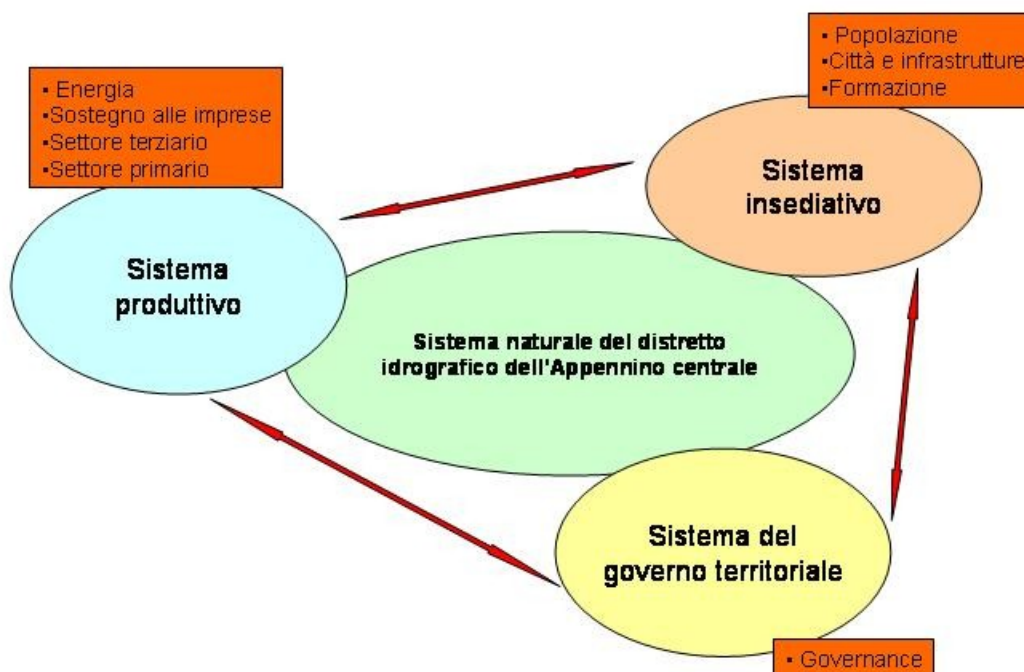 ▪ Popolazione
▪Città e infrastrutture
▪Formazione
▪ Energia
▪Sostegno alle imprese
▪Settore terziario
▪Settore primario
Sistema
insediativo
Sistema
produttivo
Sistema naturale del distretto
idrografico dell'Appennino centrale
Sistema del
governo territoriale
▪ Governance